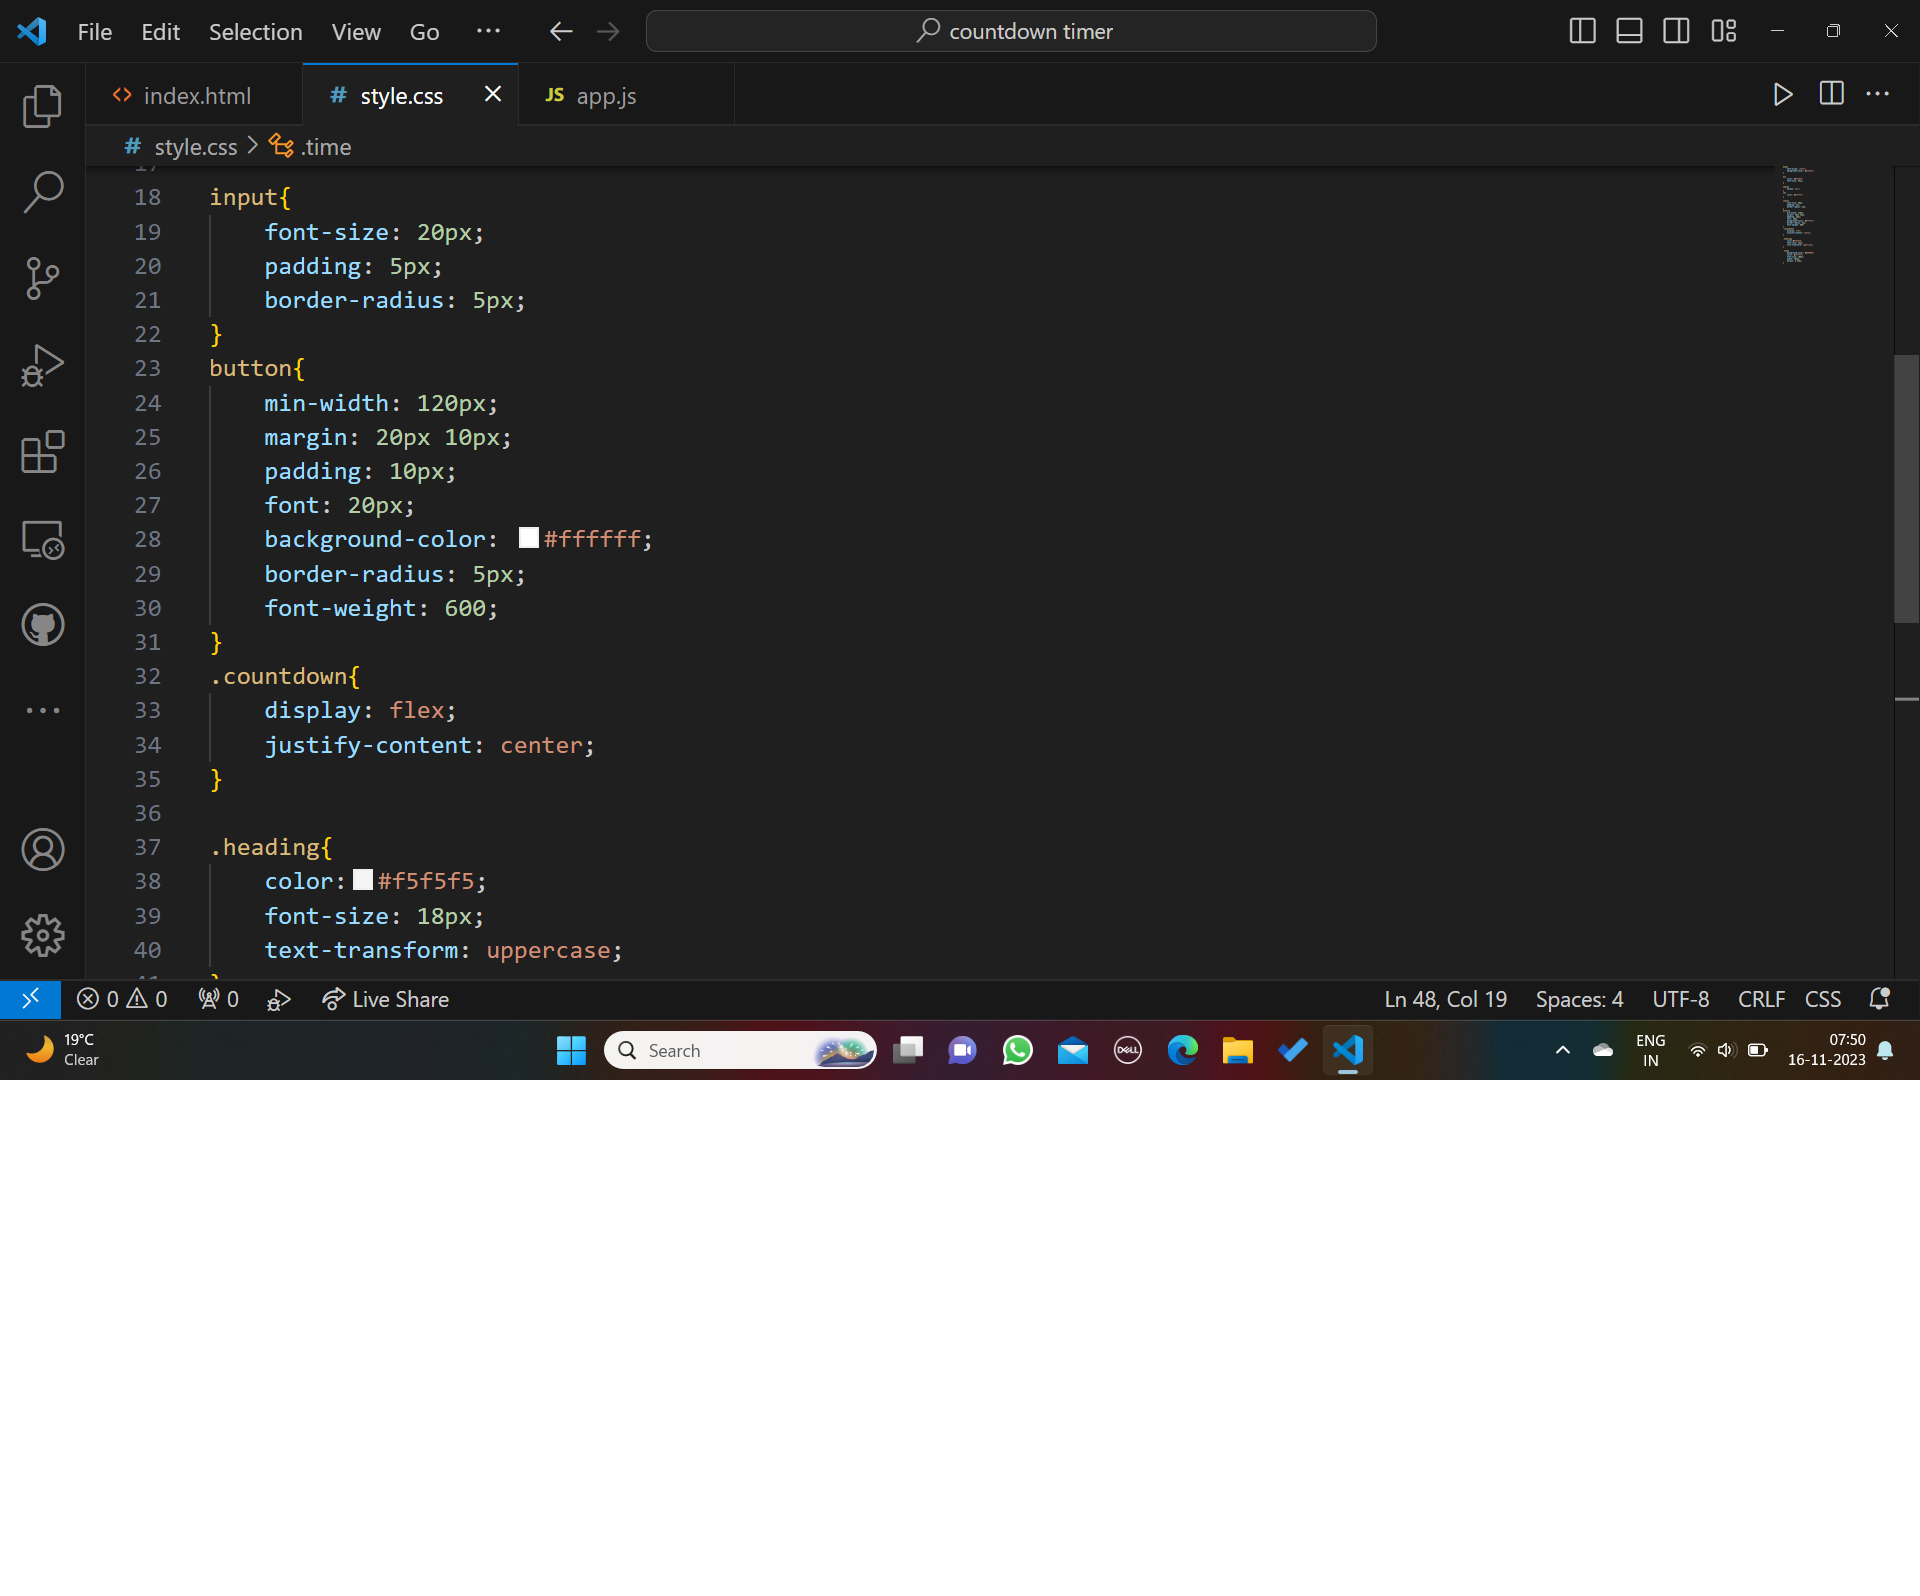 File Edit Selection View Go ··· countdown timer
index.html # style.css JS app.js
# style.css > .time
17
18 input{
19 font-size: 20px;
20 padding: 5px;
21 border-radius: 5px;
22 }
23 button{
24 min-width: 120px;
25 margin: 20px 10px;
26 padding: 10px;
27 font: 20px;
28 background-color: #ffffff;
29 border-radius: 5px;
30 font-weight: 600;
31 }
32 .countdown{
33 display: flex;
34 justify-content: center;
35 }
36
37 .heading{
38 color: #f5f5f5;
39 font-size: 18px;
40 text-transform: uppercase;
41 }
0 0 0 Live Share Ln 48, Col 19 Spaces: 4 UTF-8 CRLF CSS
19°C
Clear
Search
DELL
ENG
IN
07:50
16-11-2023